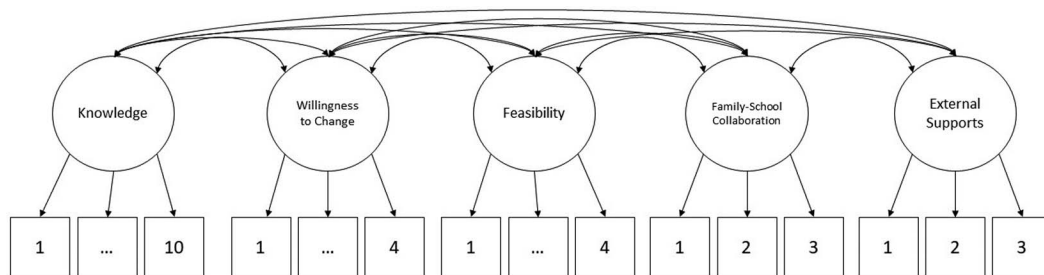 Knowledge
Willingness
to Change
Feasibility
Family-School
Collaboration
External
Supports
1 ... 10 1 ... 4 1 ... 4 1 2 3 1 2 3